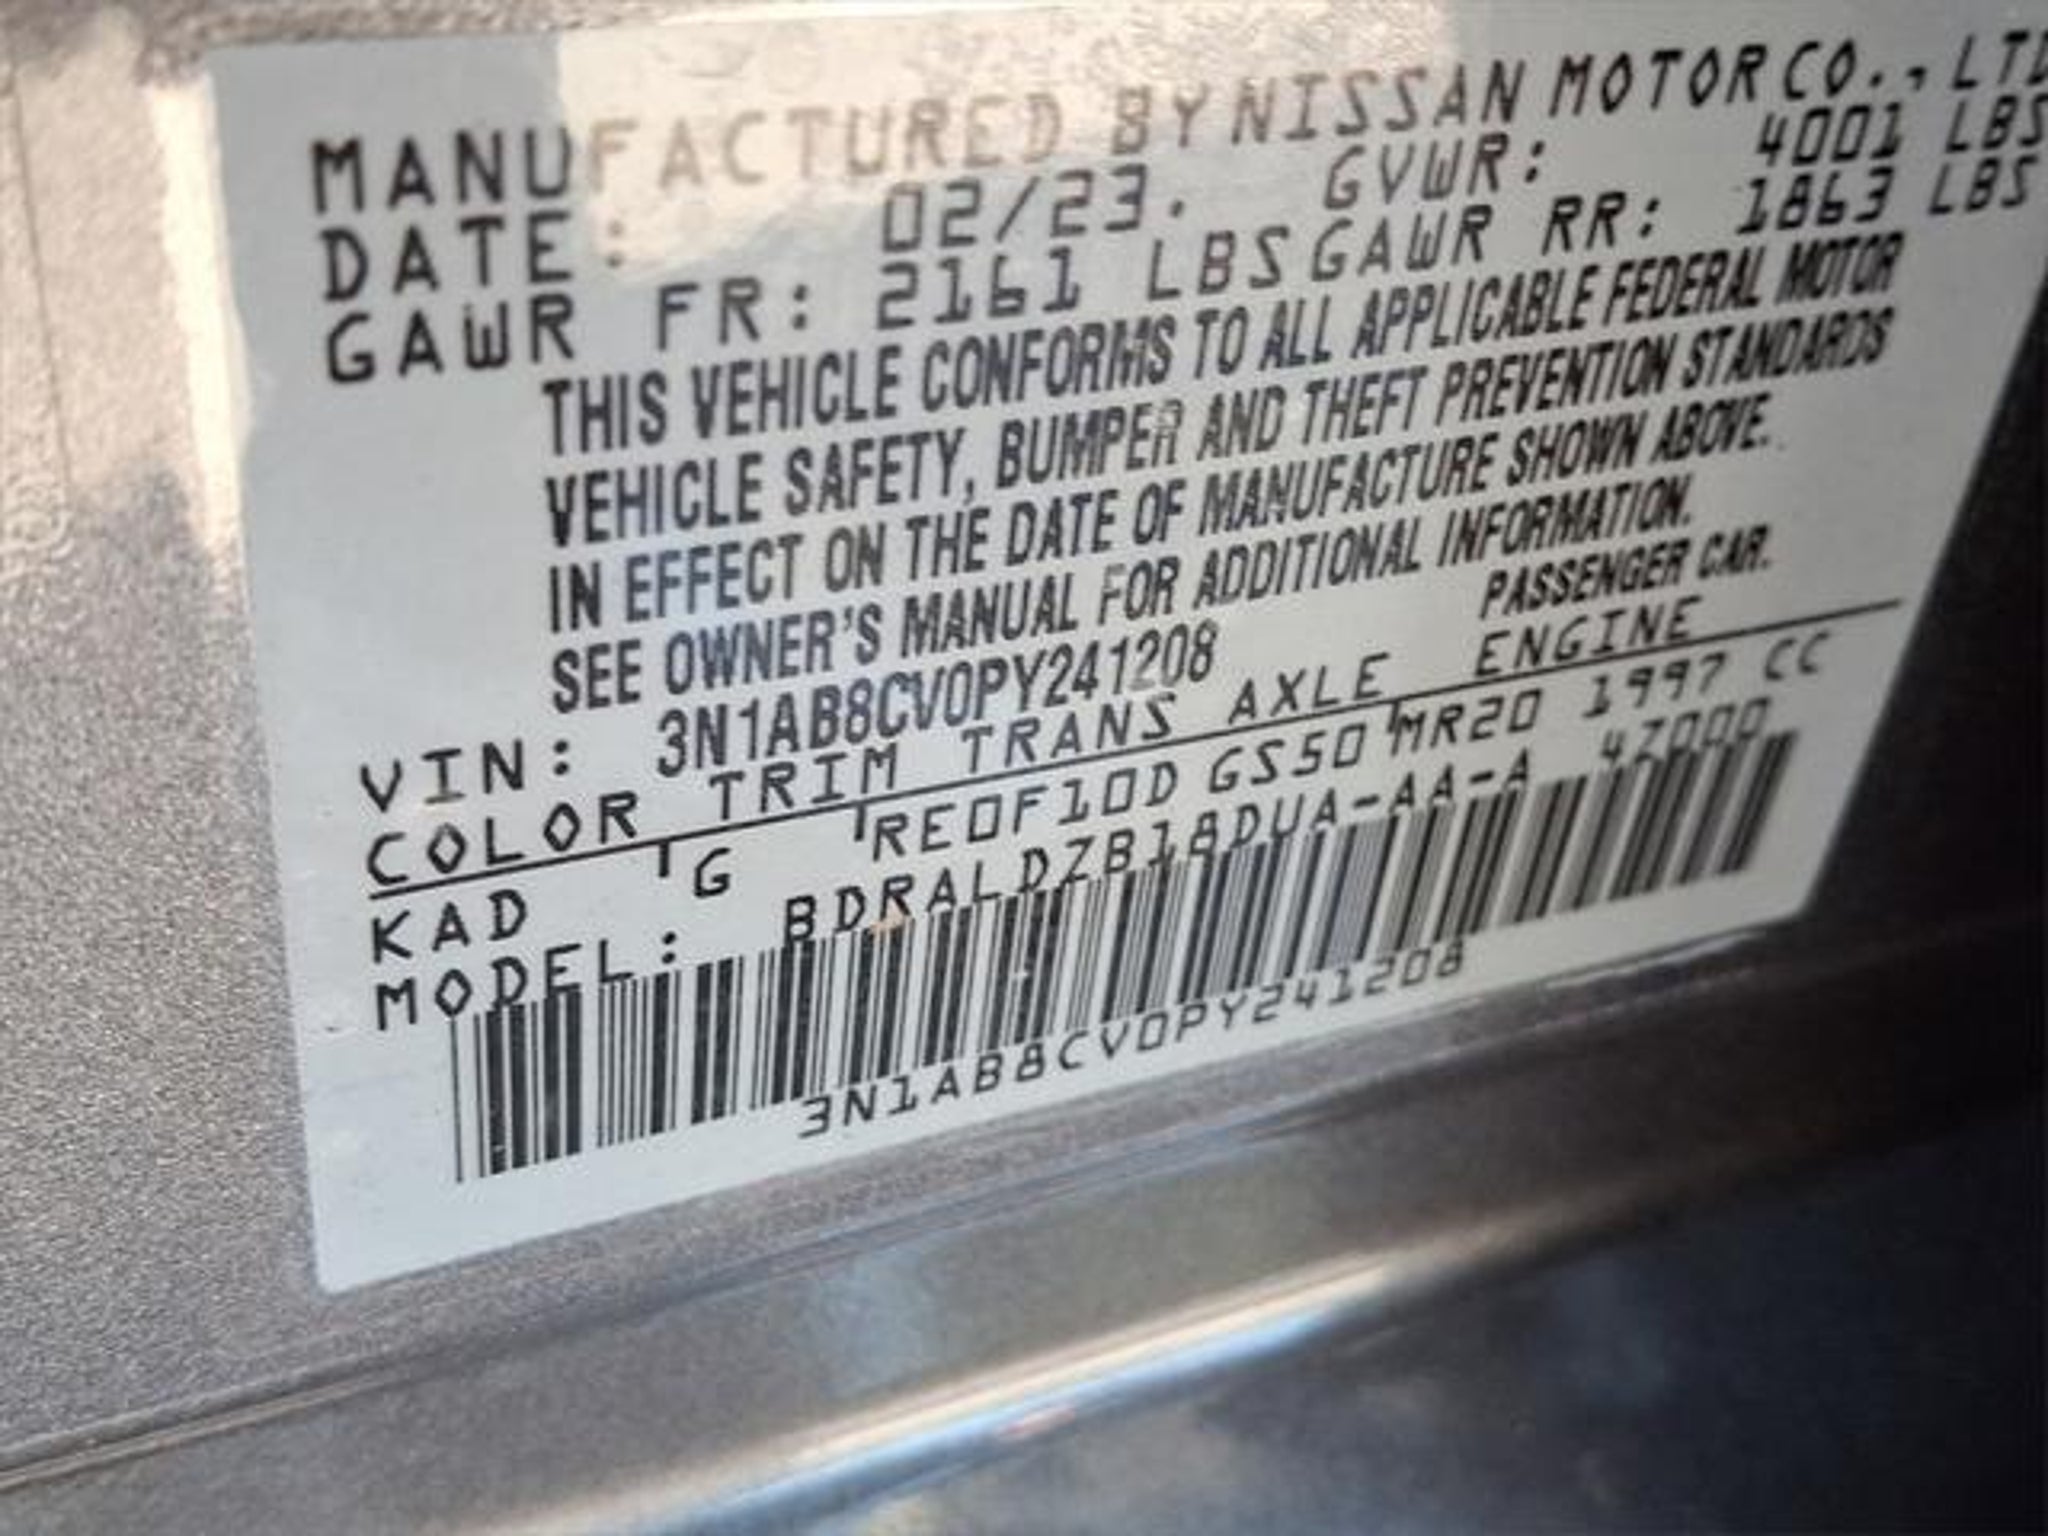 MANUFACTURED BY NISSAN MOTOR CO., LTD
DATE: 02/23. GVWR: 4001 LBS
GAWR FR: 2161 LBS GAWR RR: 1863 LBS
THIS VEHICLE CONFORMS TO ALL APPLICABLE FEDERAL MOTOR
VEHICLE SAFETY, BUMPER AND THEFT PREVENTION STANDARDS
IN EFFECT ON THE DATE OF MANUFACTURE SHOWN ABOVE.
SEE OWNER'S MANUAL FOR ADDITIONAL INFORMATION.
VIN: 3N1AB8CV0PY241208 PASSENGER CAR.
COLOR TRIM TRANS AXLE ENGINE
KAD G RE0F10D GS50 MR20 1997 CC
MODEL: BDRALDZB18DUA-AA-A 4Z000
3N1AB8CV0PY241208